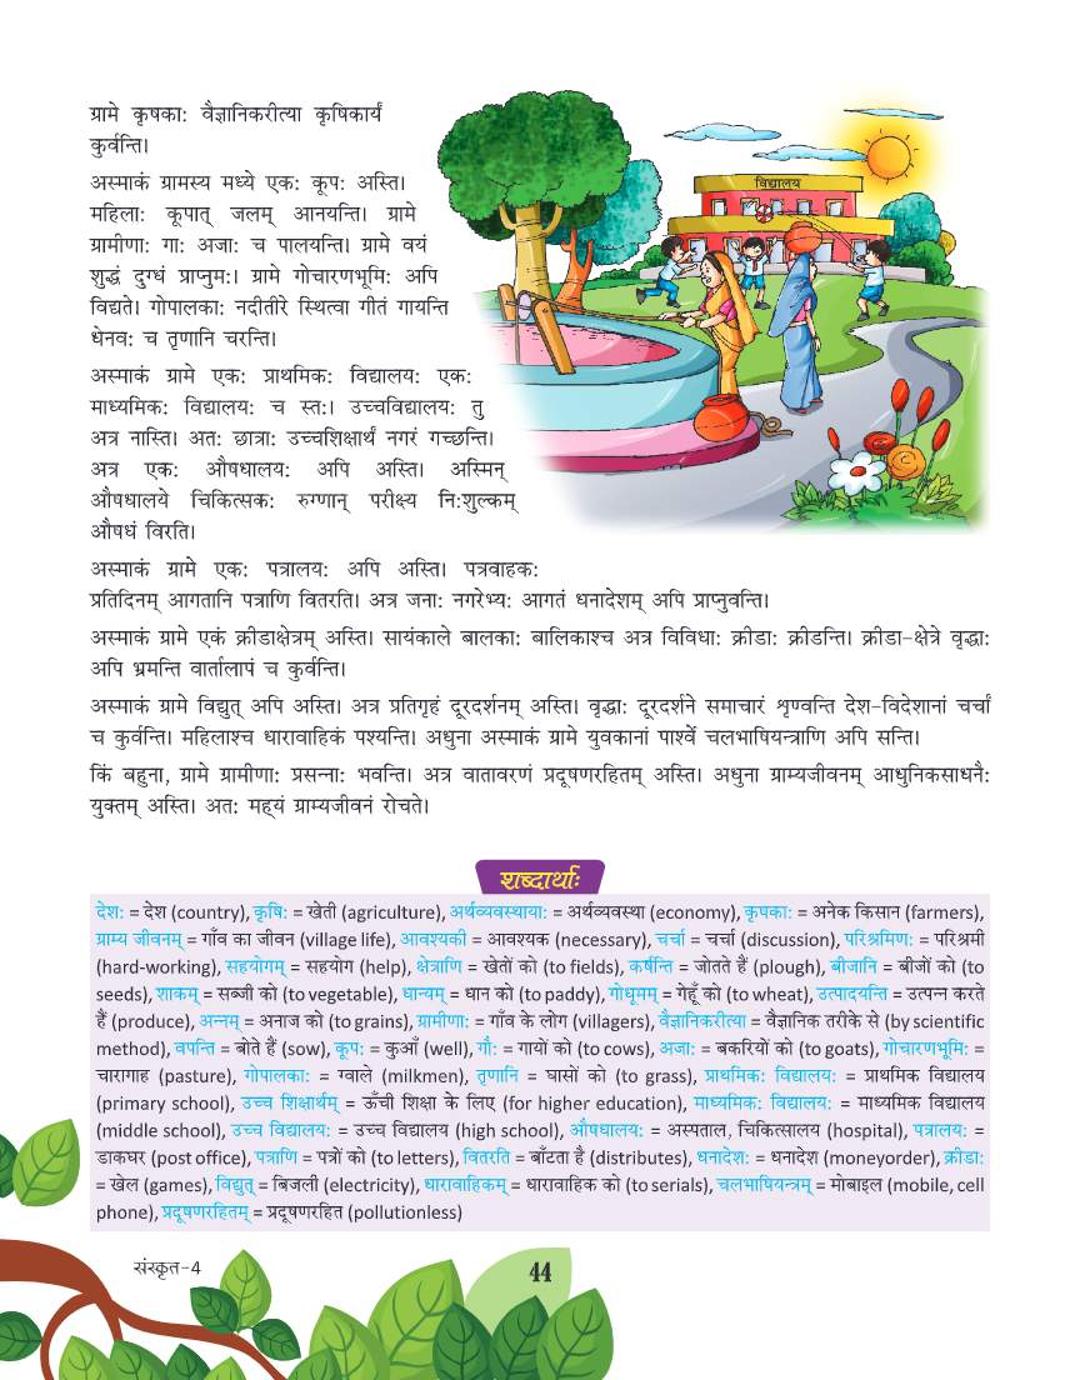 ग्रामे कृषका: वैज्ञानिकरीत्या कृषिकार्यं
कुर्वन्ति।
अस्माकं ग्रामस्य मध्ये एक: कूप: अस्ति।
महिला: कूपात् जलम् आनयन्ति। ग्रामे
ग्रामीणा: गा: अजा: च पालयन्ति। ग्रामे वयं
शुद्धं दुग्धं प्राप्नुम:। ग्रामे गोचारणभूमि: अपि
विद्यते। गोपालका: नदीतीरे स्थित्वा गीतं गायन्ति
धेनव: च तृणानि चरन्ति।
विद्यालय
अस्माकं ग्रामे एक: प्राथमिक: विद्यालय: एक:
माध्यमिक: विद्यालय: च स्त:। उच्चविद्यालय: तु
अत्र नास्ति। अत: छात्रा: उच्चशिक्षार्थं नगरं गच्छन्ति।
अत्र एक: औषधालय: अपि अस्ति। अस्मिन्
औषधालये चिकित्सक: रुग्णान् परीक्ष्य नि:शुल्कम्
औषधं विरति।
अस्माकं ग्रामे एक: पत्रालय: अपि अस्ति। पत्रवाहक:
प्रतिदिनम् आगतानि पत्राणि वितरति। अत्र जना: नगरेभ्य: आगतं धनादेशम् अपि प्राप्नुवन्ति।
अस्माकं ग्रामे एकं क्रीडाक्षेत्रम् अस्ति। सायंकाले बालका: बालिकाश्च अत्र विविधा: क्रीडा: क्रीडन्ति। क्रीडा-क्षेत्रे वृद्धा:
अपि भ्रमन्ति वार्तालापं च कुर्वन्ति।
अस्माकं ग्रामे विद्युत् अपि अस्ति। अत्र प्रतिगृहं दूरदर्शनम् अस्ति। वृद्धा: दूरदर्शने समाचारं शृण्वन्ति देश-विदेशानां चर्चां
च कुर्वन्ति। महिलाश्च धारावाहिकं पश्यन्ति। अधुना अस्माकं ग्रामे युवकानां पार्श्वे चलभाषियन्त्राणि अपि सन्ति।
किं बहुना, ग्रामे ग्रामीणा: प्रसन्ना: भवन्ति। अत्र वातावरणं प्रदूषणरहितम् अस्ति। अधुना ग्राम्यजीवनम् आधुनिकसाधनै:
युक्तम् अस्ति। अत: मह्यं ग्राम्यजीवनं रोचते।
शब्दार्था:
देश: = देश (country), कृषि: = खेती (agriculture), अर्थव्यवस्थाया: = अर्थव्यवस्था (economy), कृपका: = अनेक किसान (farmers),
ग्राम्य जीवनम् = गाँव का जीवन (village life), आवश्यकी = आवश्यक (necessary), चर्चा = चर्चा (discussion), परिश्रमिण: = परिश्रमी
(hard-working), सहयोगम् = सहयोग (help), क्षेत्राणि = खेतों को (to fields), कर्षन्ति = जोतते हैं (plough), बीजानि = बीजों को (to
seeds), शाकम् = सब्जी को (to vegetable), धान्यम् = धान को (to paddy), गोधूमम् = गेहूँ को (to wheat), उत्पादयन्ति = उत्पन्न करते
हैं (produce), अन्नम् = अनाज को (to grains), ग्रामीणा: = गाँव के लोग (villagers), वैज्ञानिकरीत्या = वैज्ञानिक तरीके से (by scientific
method), वपन्ति = बोते हैं (sow), कूप: = कुआँ (well), गौ: = गायों को (to cows), अजा: = बकरियों को (to goats), गोचारणभूमि: =
चारागाह (pasture), गोपालका: = ग्वाले (milkmen), तृणानि = घासों को (to grass), प्राथमिक: विद्यालय: = प्राथमिक विद्यालय
(primary school), उच्च शिक्षार्थम् = ऊँची शिक्षा के लिए (for higher education), माध्यमिक: विद्यालय: = माध्यमिक विद्यालय
(middle school), उच्च विद्यालय: = उच्च विद्यालय (high school), औषधालय: = अस्पताल, चिकित्सालय (hospital), पत्रालय: =
डाकघर (post office), पत्राणि = पत्रों को (to letters), वितरति = बाँटता है (distributes), धनादेश: = धनादेश (moneyorder), क्रीडा:
= खेल (games), विद्युत् = बिजली (electricity), धारावाहिकम् = धारावाहिक को (to serials), चलभाषियन्त्रम् = मोबाइल (mobile, cell
phone), प्रदूषणरहितम् = प्रदूषणरहित (pollutionless)
संस्कृत-4
44